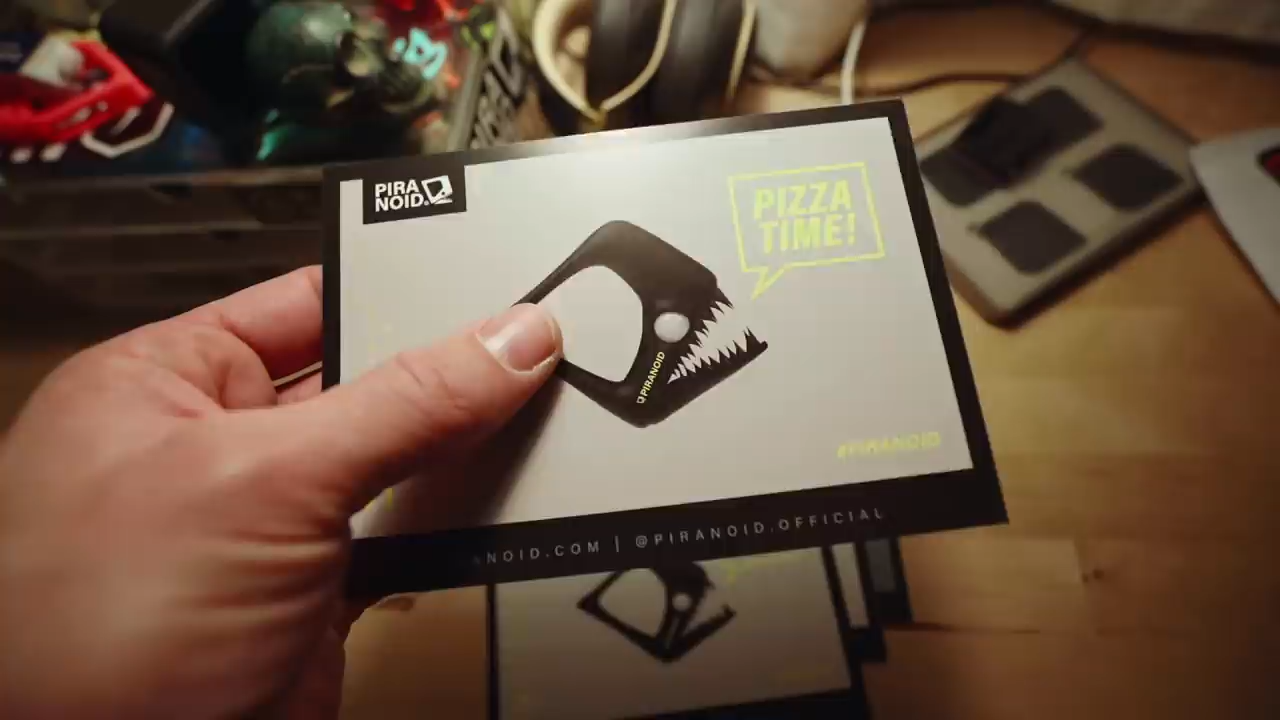 PIRA
NOID
PIZZA
TIME!
PIRANOID
#PIRANOID
NOID.COM | @PIRANOID.OFFICIAL